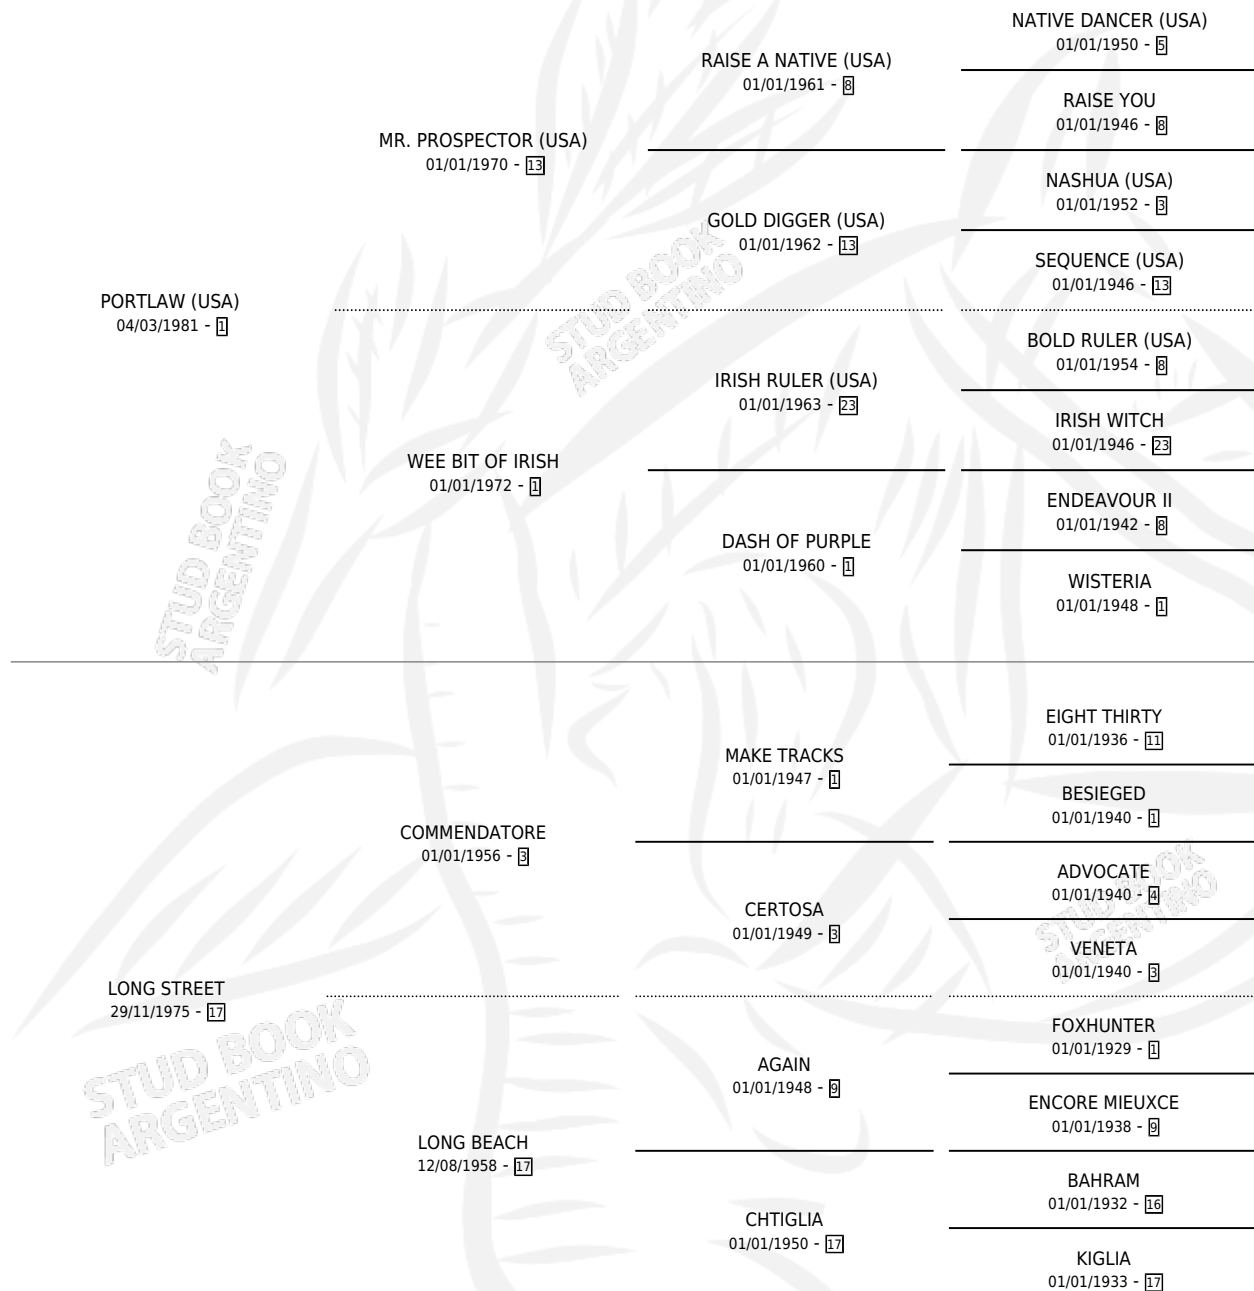 NATIVE DANCER (USA)
01/01/1950 - 5
RAISE A NATIVE (USA)
01/01/1961 - 8
RAISE YOU
01/01/1946 - 8
MR. PROSPECTOR (USA)
01/01/1970 - 13
NASHUA (USA)
01/01/1952 - 3
GOLD DIGGER (USA)
01/01/1962 - 13
SEQUENCE (USA)
01/01/1946 - 13
STUD BOOK
ARGENTINO
PORTLAW (USA)
04/03/1981 - 1
BOLD RULER (USA)
01/01/1954 - 8
IRISH RULER (USA)
01/01/1963 - 23
IRISH WITCH
01/01/1946 - 23
WEE BIT OF IRISH
01/01/1972 - 1
ENDEAVOUR II
01/01/1942 - 8
DASH OF PURPLE
01/01/1960 - 1
WISTERIA
01/01/1948 - 1
STUD BOOK
ARGENTINO
EIGHT THIRTY
01/01/1936 - 11
MAKE TRACKS
01/01/1947 - 1
BESIEGED
01/01/1940 - 1
COMMENDATORE
01/01/1956 - 3
ADVOCATE
01/01/1940 - 4
CERTOSA
01/01/1949 - 3
VENETA
01/01/1940 - 3
STUD BOOK
ARGENTINO
LONG STREET
29/11/1975 - 17
FOXHUNTER
01/01/1929 - 1
AGAIN
01/01/1948 - 9
ENCORE MIEUXCE
01/01/1938 - 9
STUD BOOK
ARGENTINO
LONG BEACH
12/08/1958 - 17
BAHRAM
01/01/1932 - 16
CHTIGLIA
01/01/1950 - 17
KIGLIA
01/01/1933 - 17